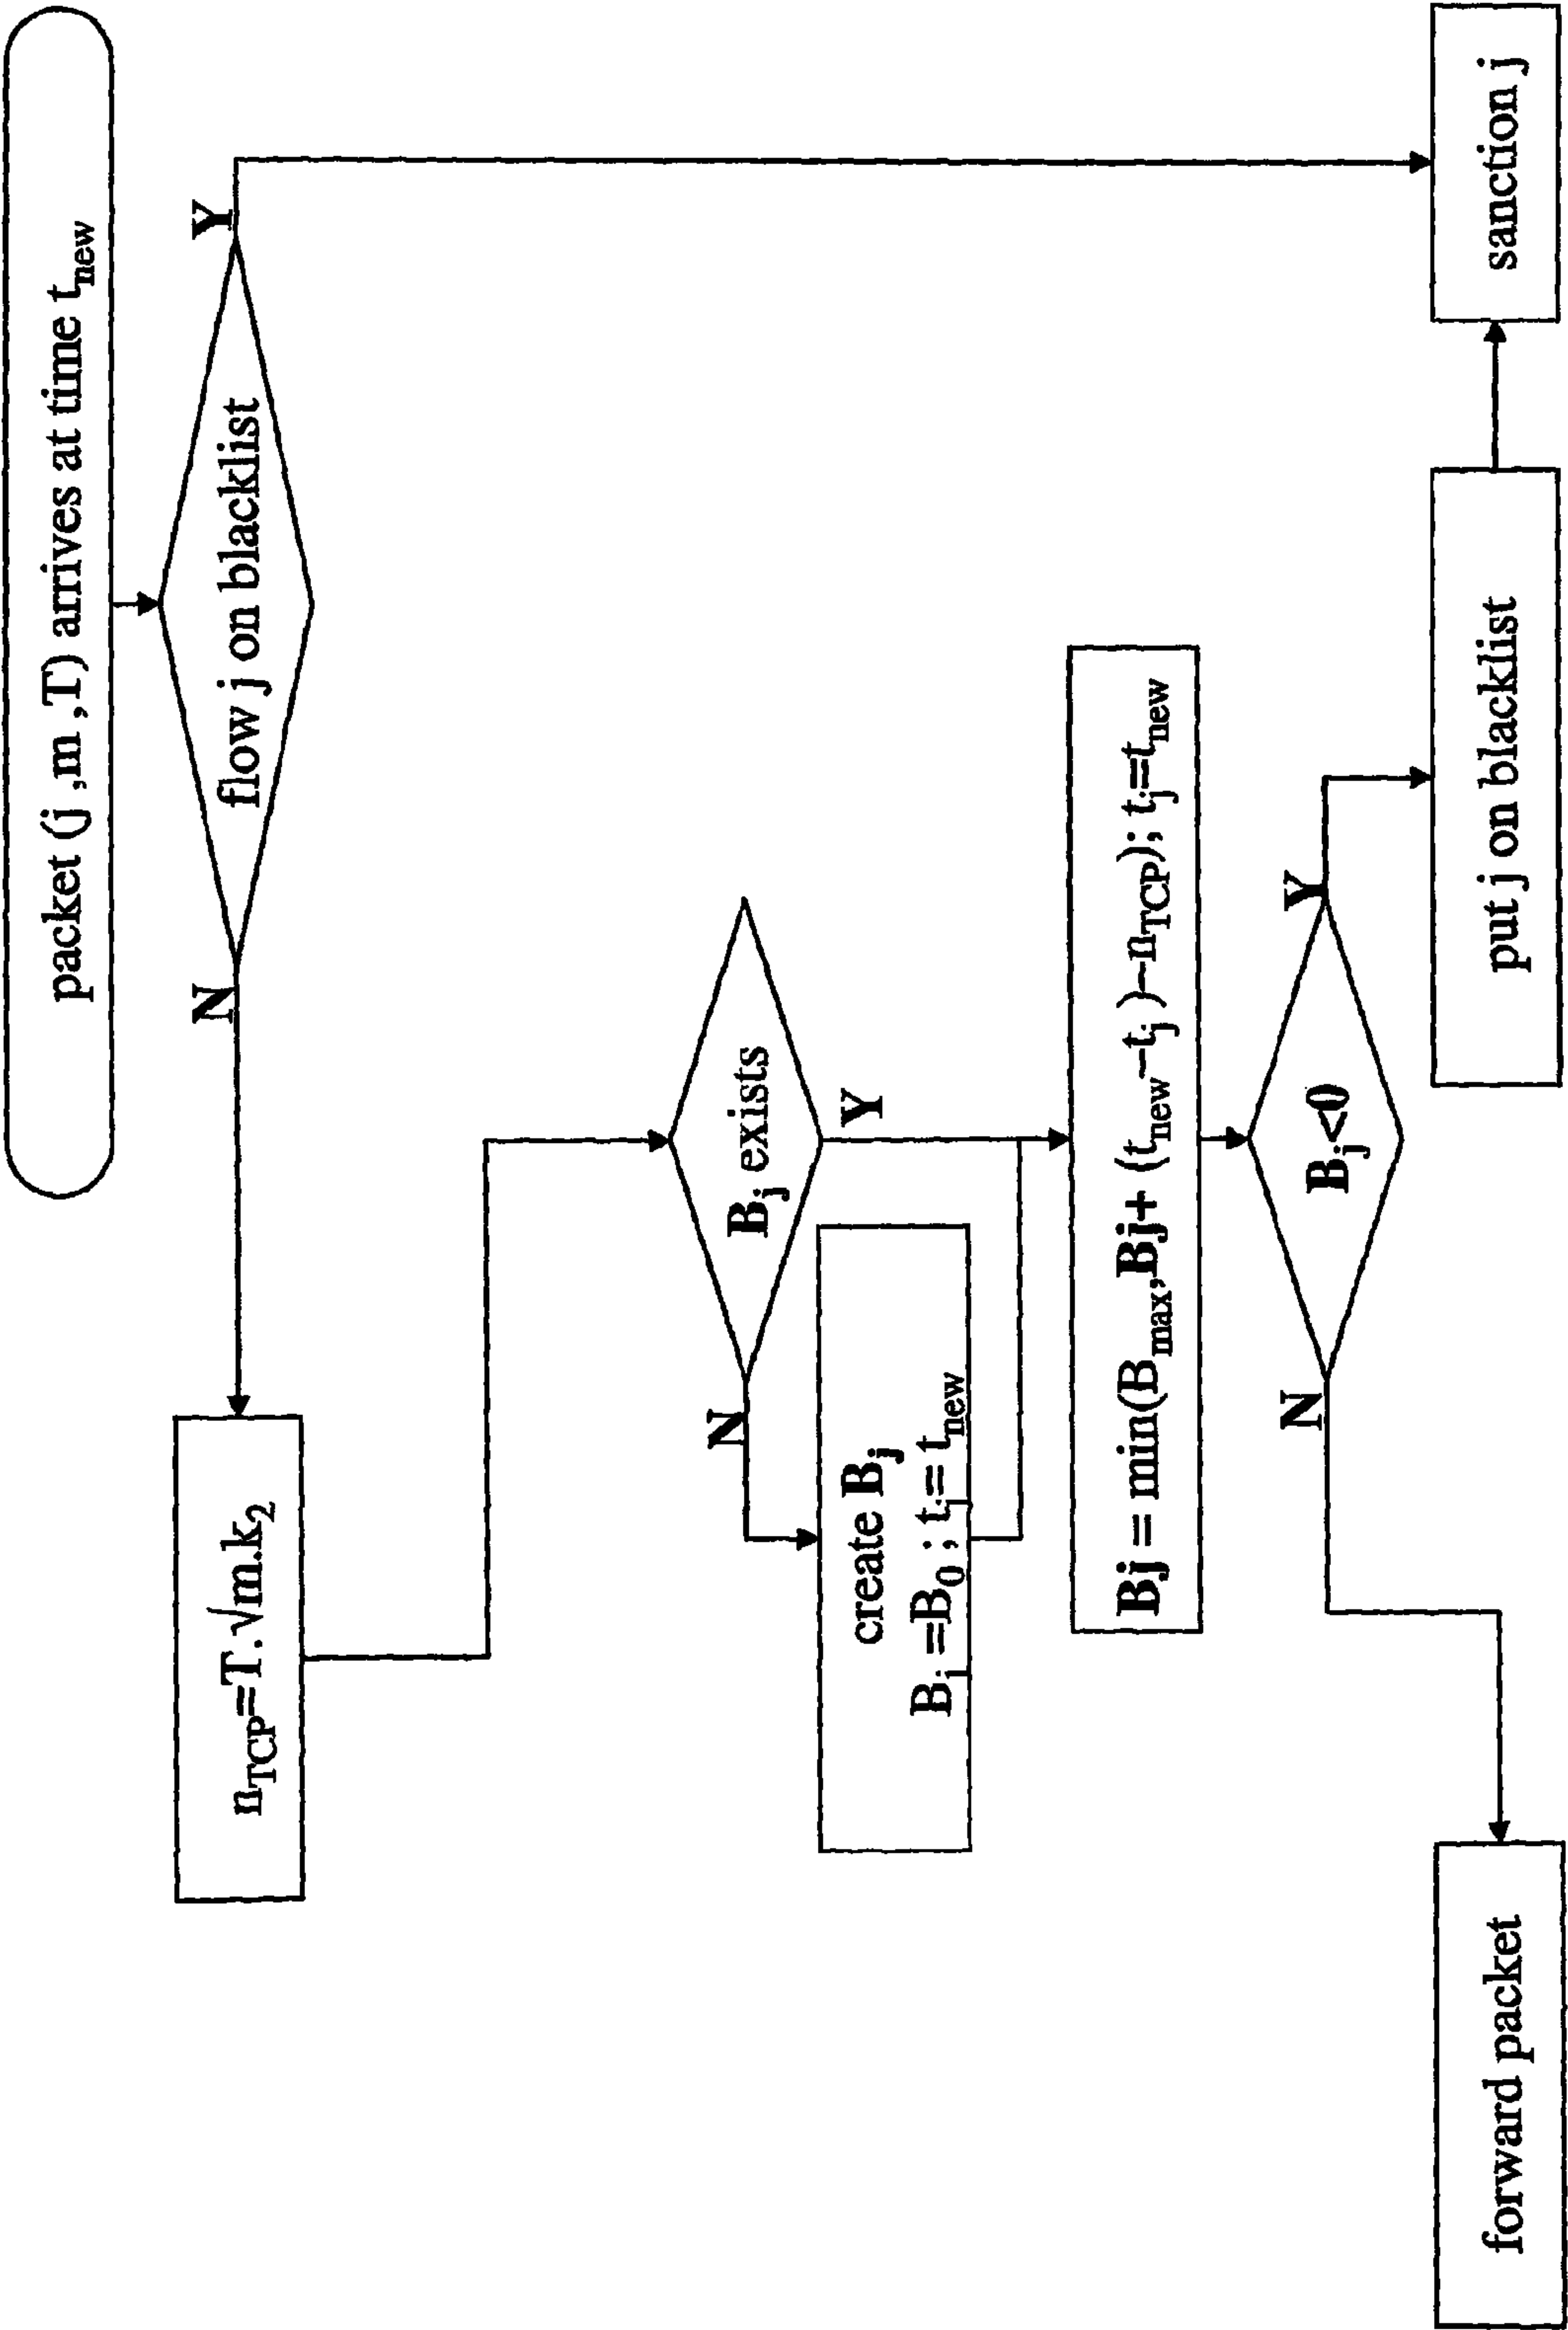 packet (j ,m ,T) arrives at time t_new
flow j on blacklist
N
Y
n_TCP=T.√m.k_2
B_j exists
N
Y
create B_j
B_j =B_0 ; t_j= t_new
Bj = min(B_max,Bj+ (t_new−t_j )−n_TCP); t_j=t_new
B_j<0
N
Y
forward packet
put j on blacklist
sanction j